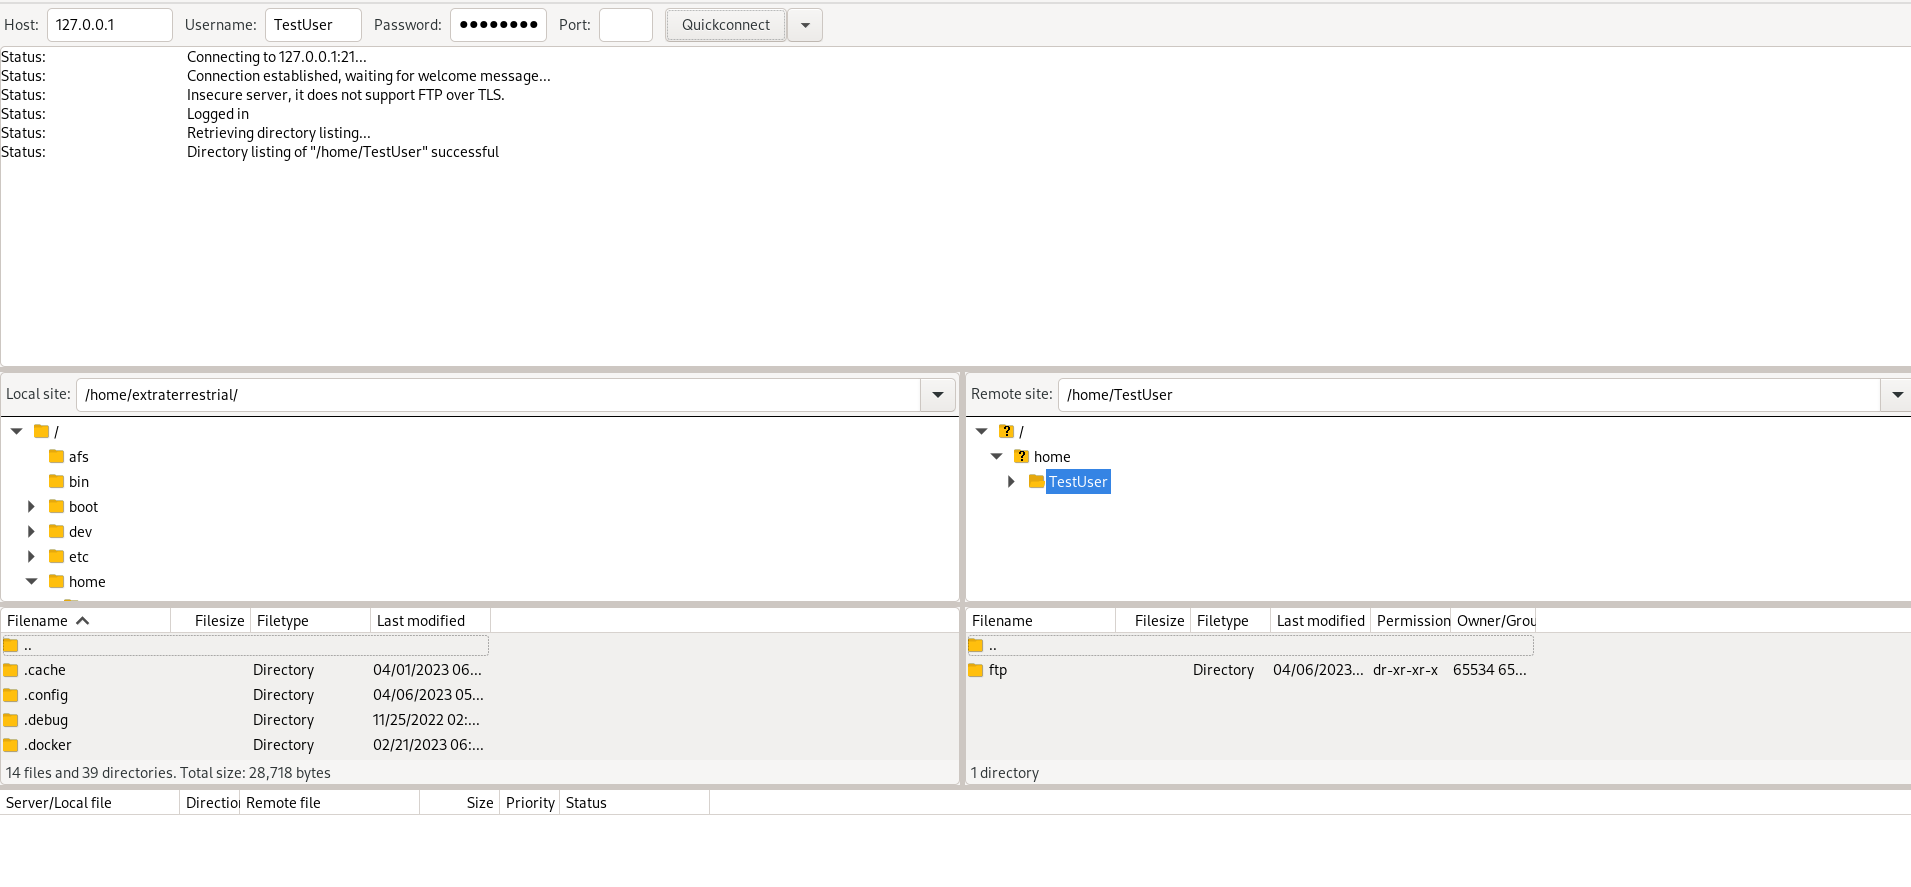 Host: 127.0.0.1 Username: TestUser Password: ●●●●●●●● Port: Quickconnect
Status: Connecting to 127.0.0.1:21...
Status: Connection established, waiting for welcome message...
Status: Insecure server, it does not support FTP over TLS.
Status: Logged in
Status: Retrieving directory listing...
Status: Directory listing of "/home/TestUser" successful
Local site: /home/extraterrestrial/
/
afs
bin
boot
dev
etc
home
Filename Filesize Filetype Last modified
..
.cache Directory 04/01/2023 06...
.config Directory 04/06/2023 05...
.debug Directory 11/25/2022 02:...
.docker Directory 02/21/2023 06:...
14 files and 39 directories. Total size: 28,718 bytes
Remote site: /home/TestUser
? /
? home
TestUser
Filename Filesize Filetype Last modified Permission Owner/Grou
..
ftp Directory 04/06/2023... dr-xr-xr-x 65534 65...
1 directory
Server/Local file Direction Remote file Size Priority Status